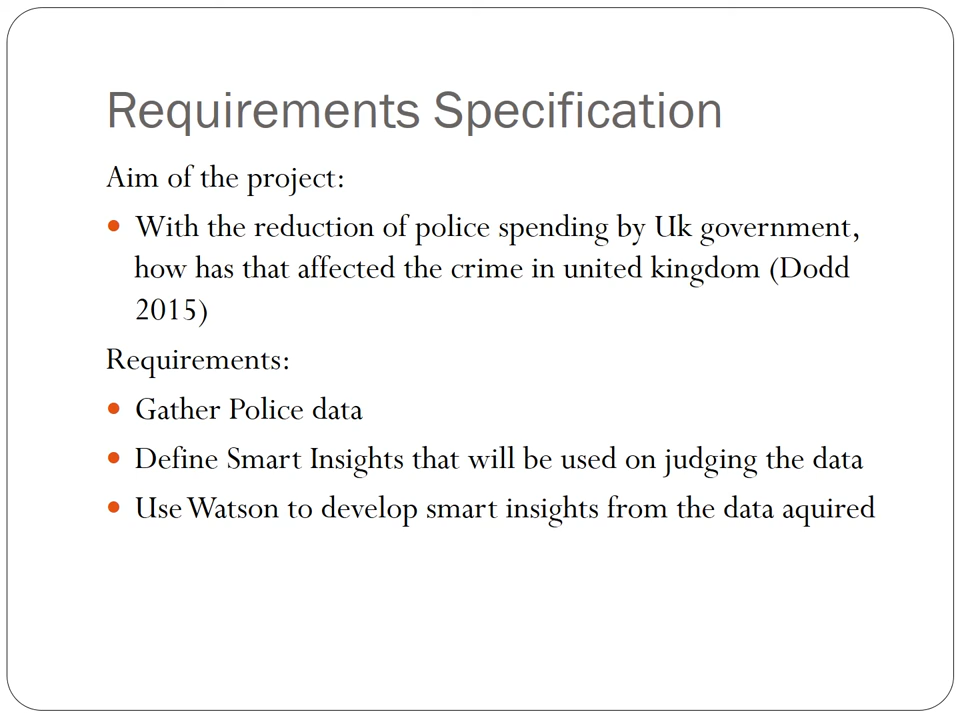 Requirements Specification
Aim of the project:
With the reduction of police spending by Uk government,
how has that affected the crime in united kingdom (Dodd
2015)
Requirements:
Gather Police data
Define Smart Insights that will be used on judging the data
Use Watson to develop smart insights from the data aquired